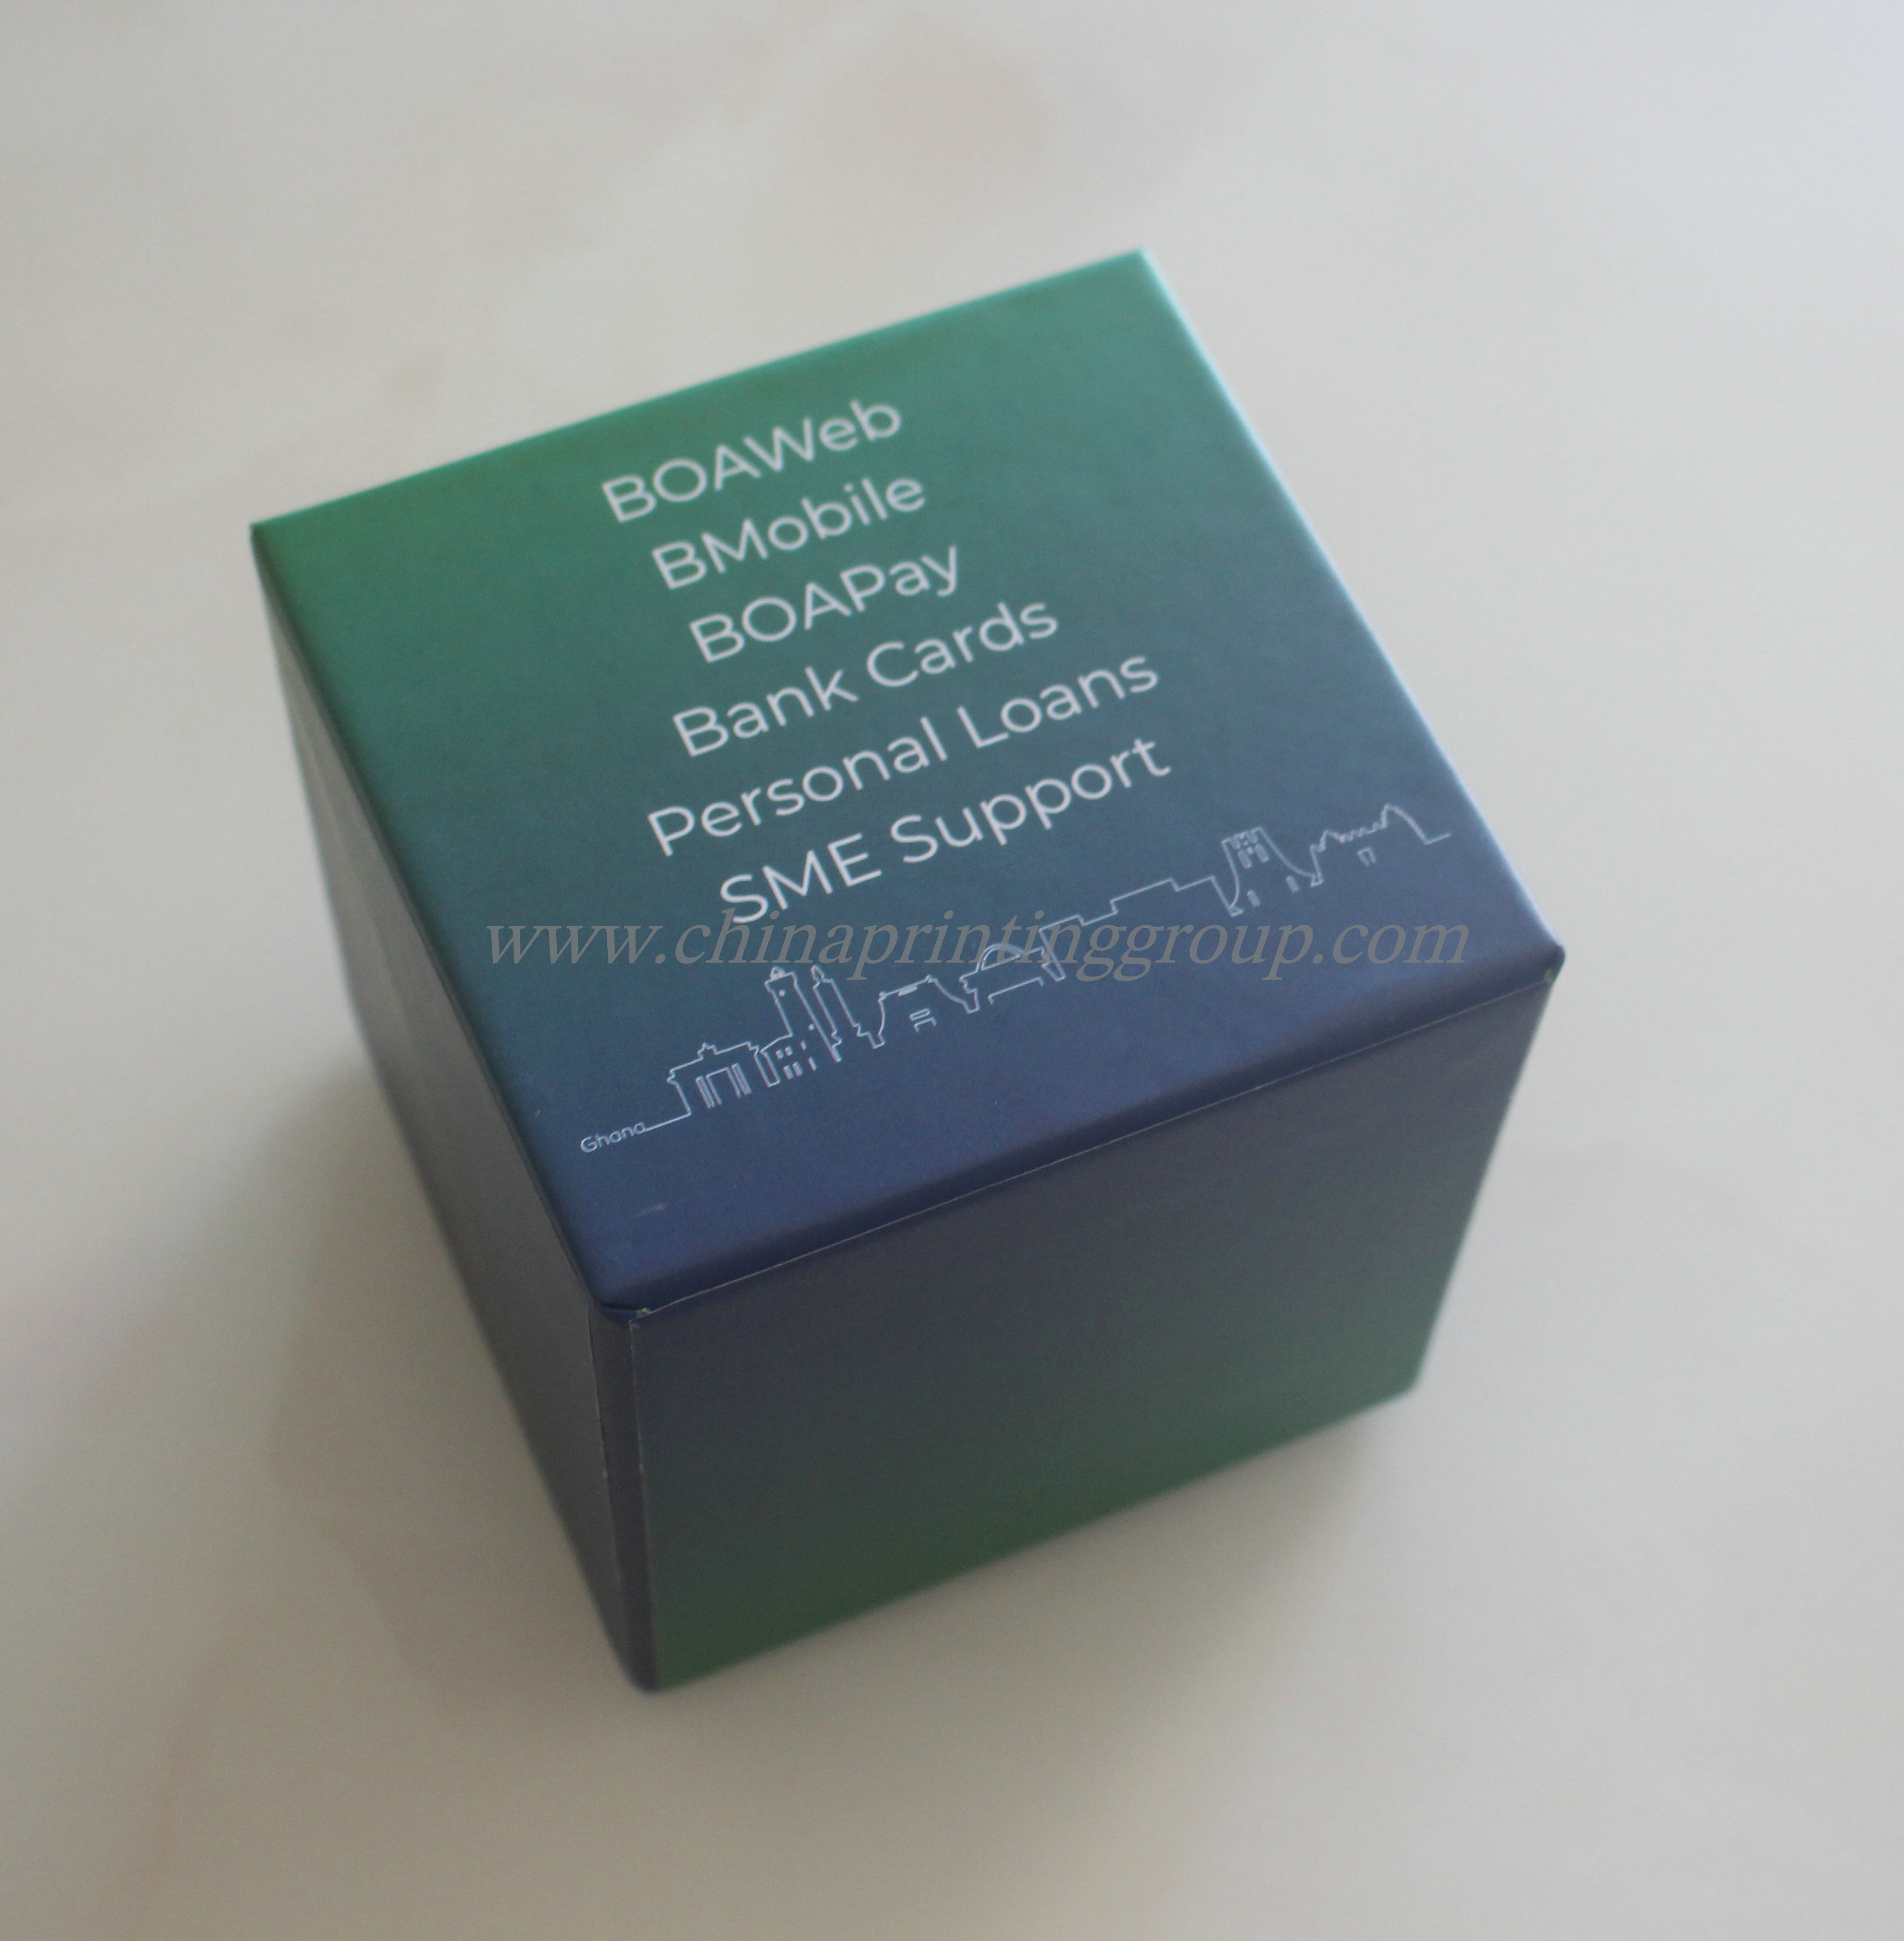 BOAWeb
BMobile
BOAPay
Bank Cards
Personal Loans
SME Support
www.chinaprintinggroup.com
Ghana